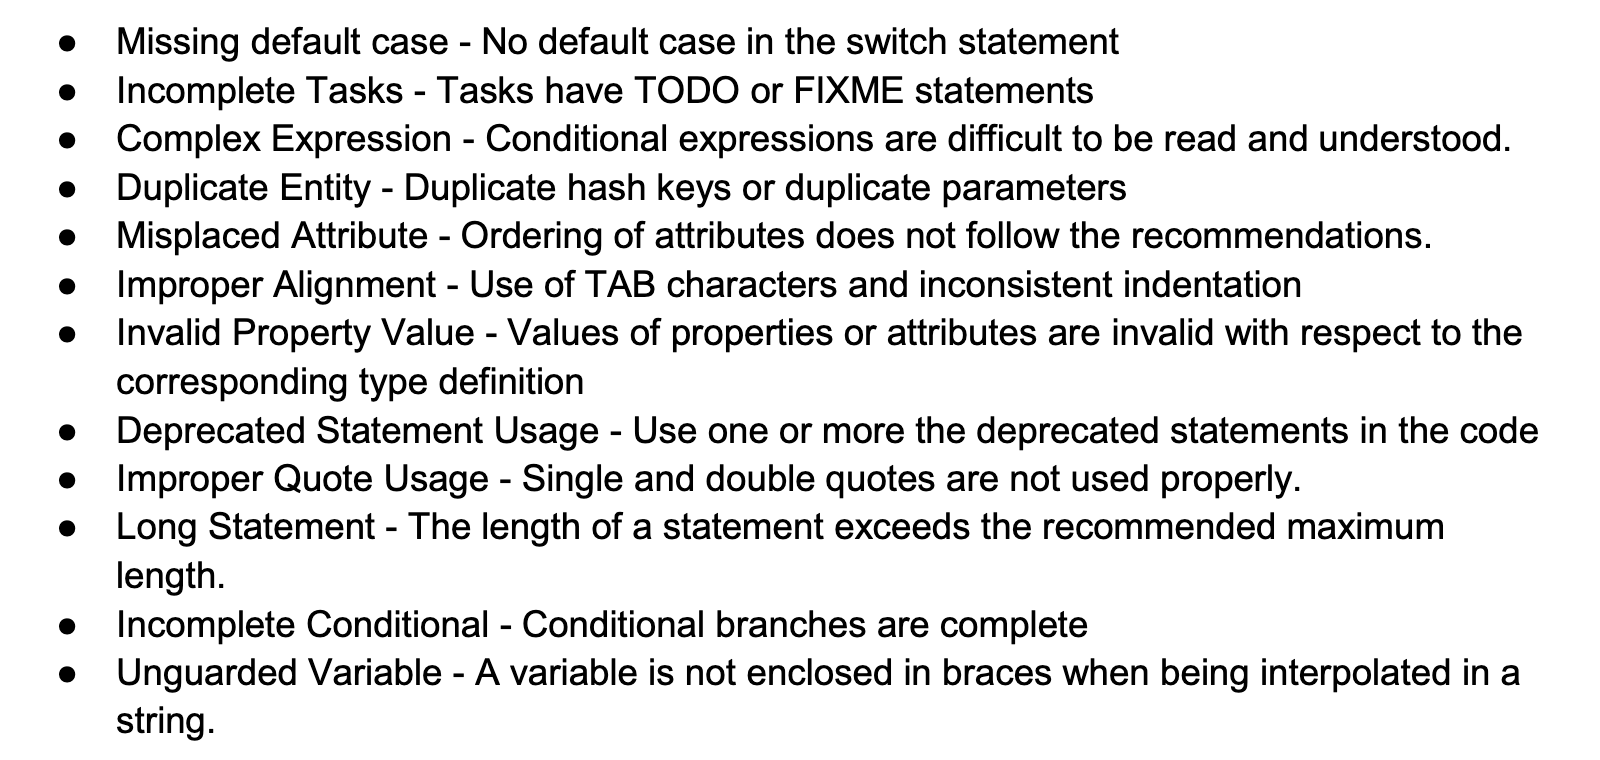 ● Missing default case - No default case in the switch statement
● Incomplete Tasks - Tasks have TODO or FIXME statements
● Complex Expression - Conditional expressions are difficult to be read and understood.
● Duplicate Entity - Duplicate hash keys or duplicate parameters
● Misplaced Attribute - Ordering of attributes does not follow the recommendations.
● Improper Alignment - Use of TAB characters and inconsistent indentation
● Invalid Property Value - Values of properties or attributes are invalid with respect to the
corresponding type definition
● Deprecated Statement Usage - Use one or more the deprecated statements in the code
● Improper Quote Usage - Single and double quotes are not used properly.
● Long Statement - The length of a statement exceeds the recommended maximum
length.
● Incomplete Conditional - Conditional branches are complete
● Unguarded Variable - A variable is not enclosed in braces when being interpolated in a
string.